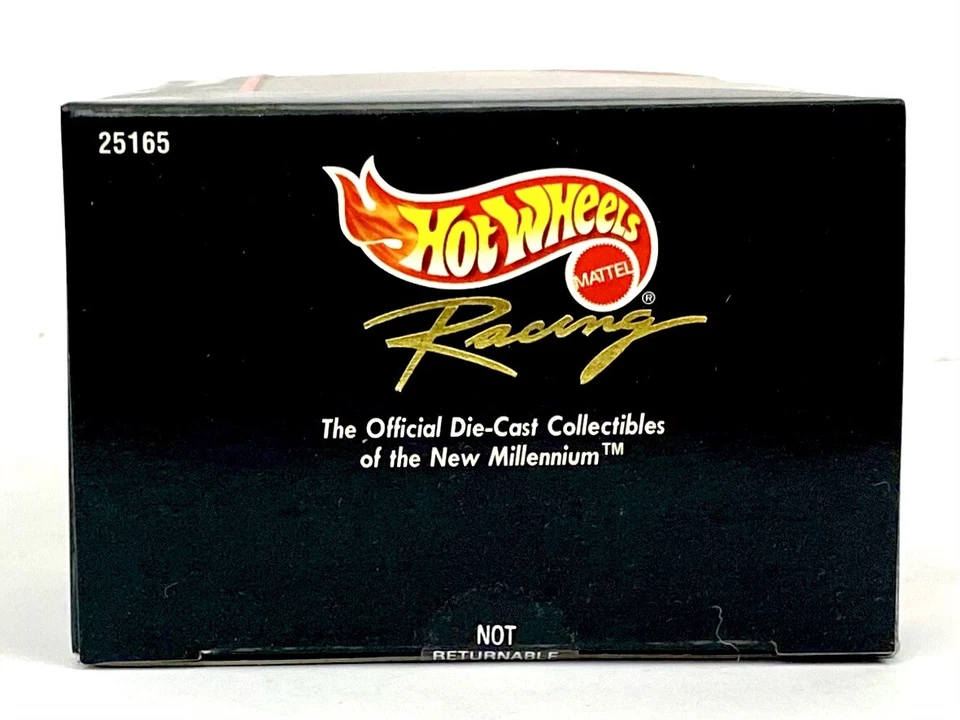 25165
Hot Wheels
MATTEL
®
Racing
The Official Die-Cast Collectibles
of the New Millennium™
NOT
RETURNABLE